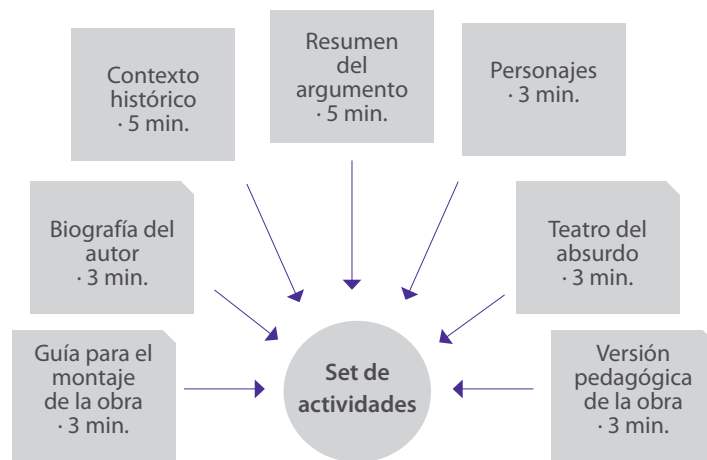 Resumen
del
argumento
· 5 min.
Contexto
histórico
· 5 min.
Personajes
· 3 min.
Biografía del
autor
· 3 min.
Teatro del
absurdo
· 3 min.
Guía para el
montaje
de la obra
· 3 min.
Set de
actividades
Versión
pedagógica
de la obra
· 3 min.